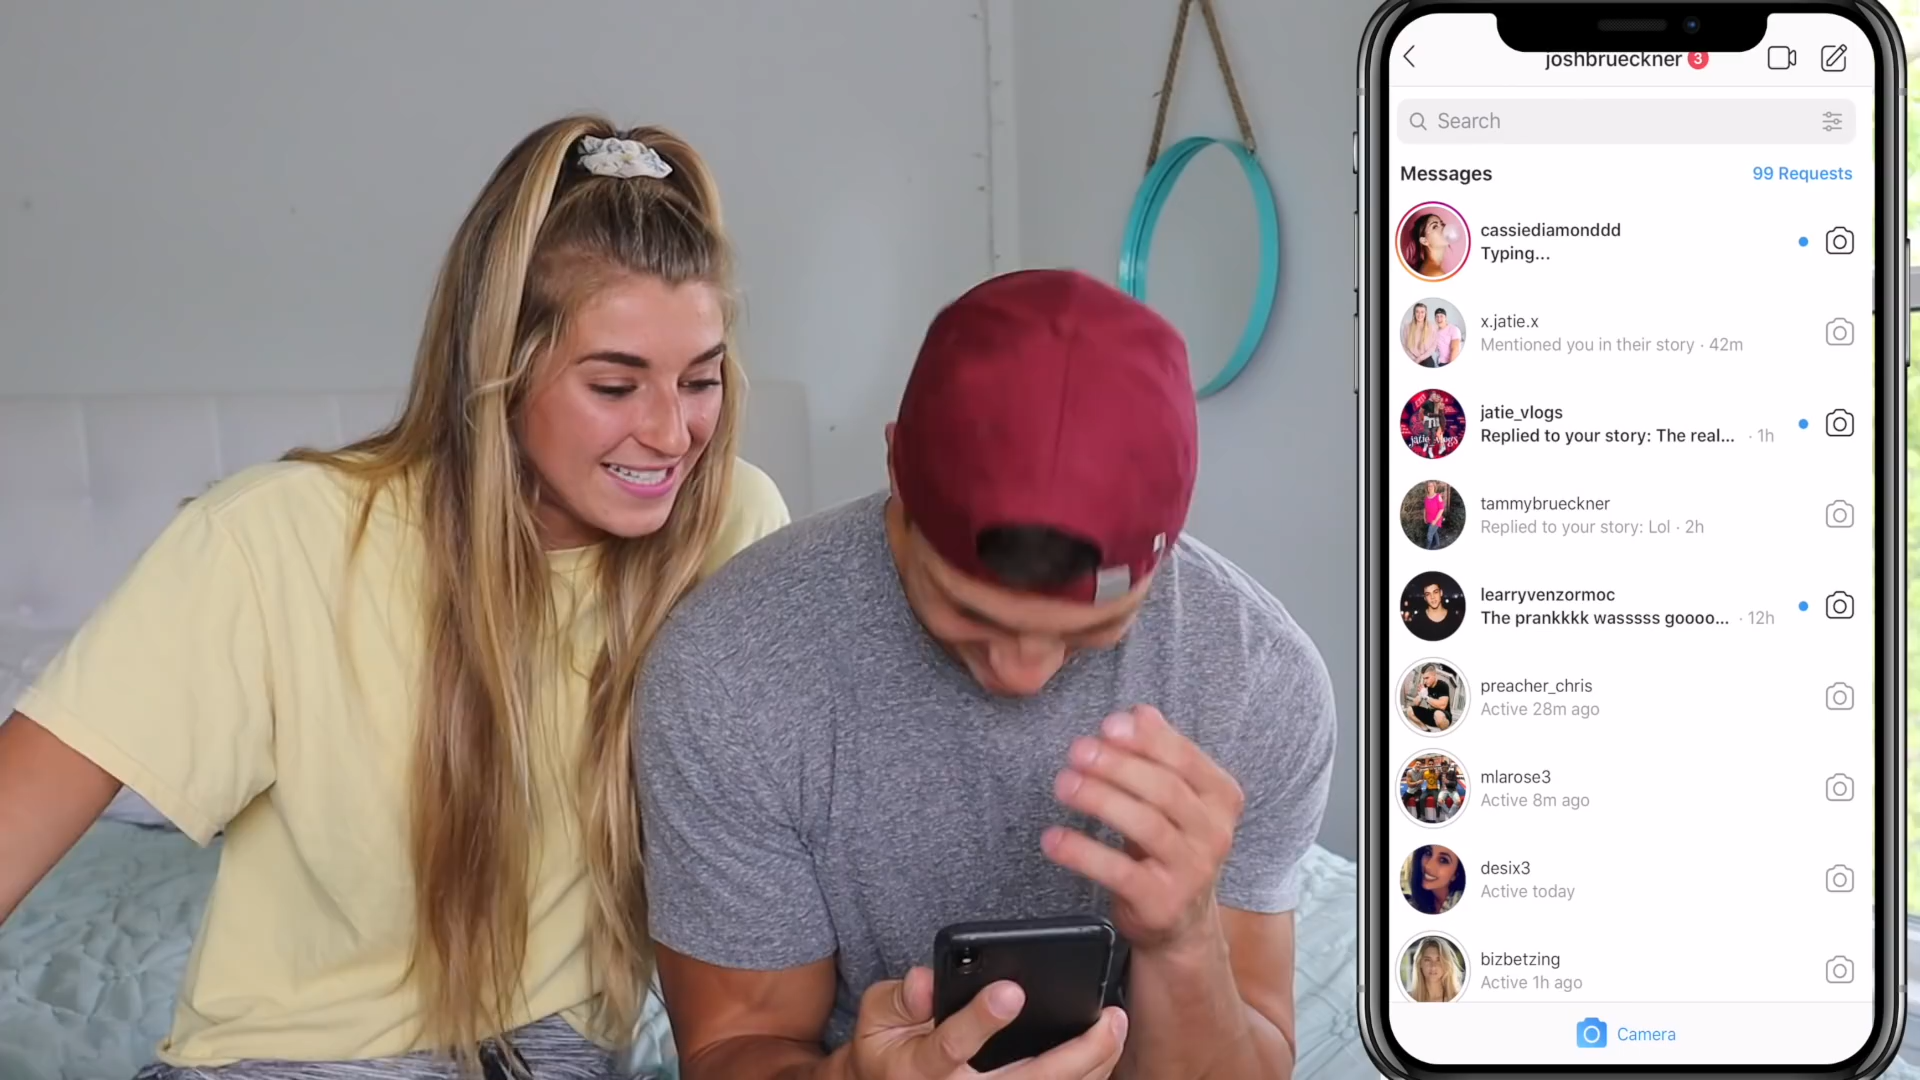 joshbrueckner 3
Search
Messages 99 Requests
cassiediamonddd
Typing...
x.jatie.x
Mentioned you in their story · 42m
jatie_vlogs
Replied to your story: The real... · 1h
tammybrueckner
Replied to your story: Lol · 2h
learryvenzormoc
The prankkkk wasssss goooo... · 12h
preacher_chris
Active 28m ago
mlarose3
Active 8m ago
desix3
Active today
bizbetzing
Active 1h ago
Camera